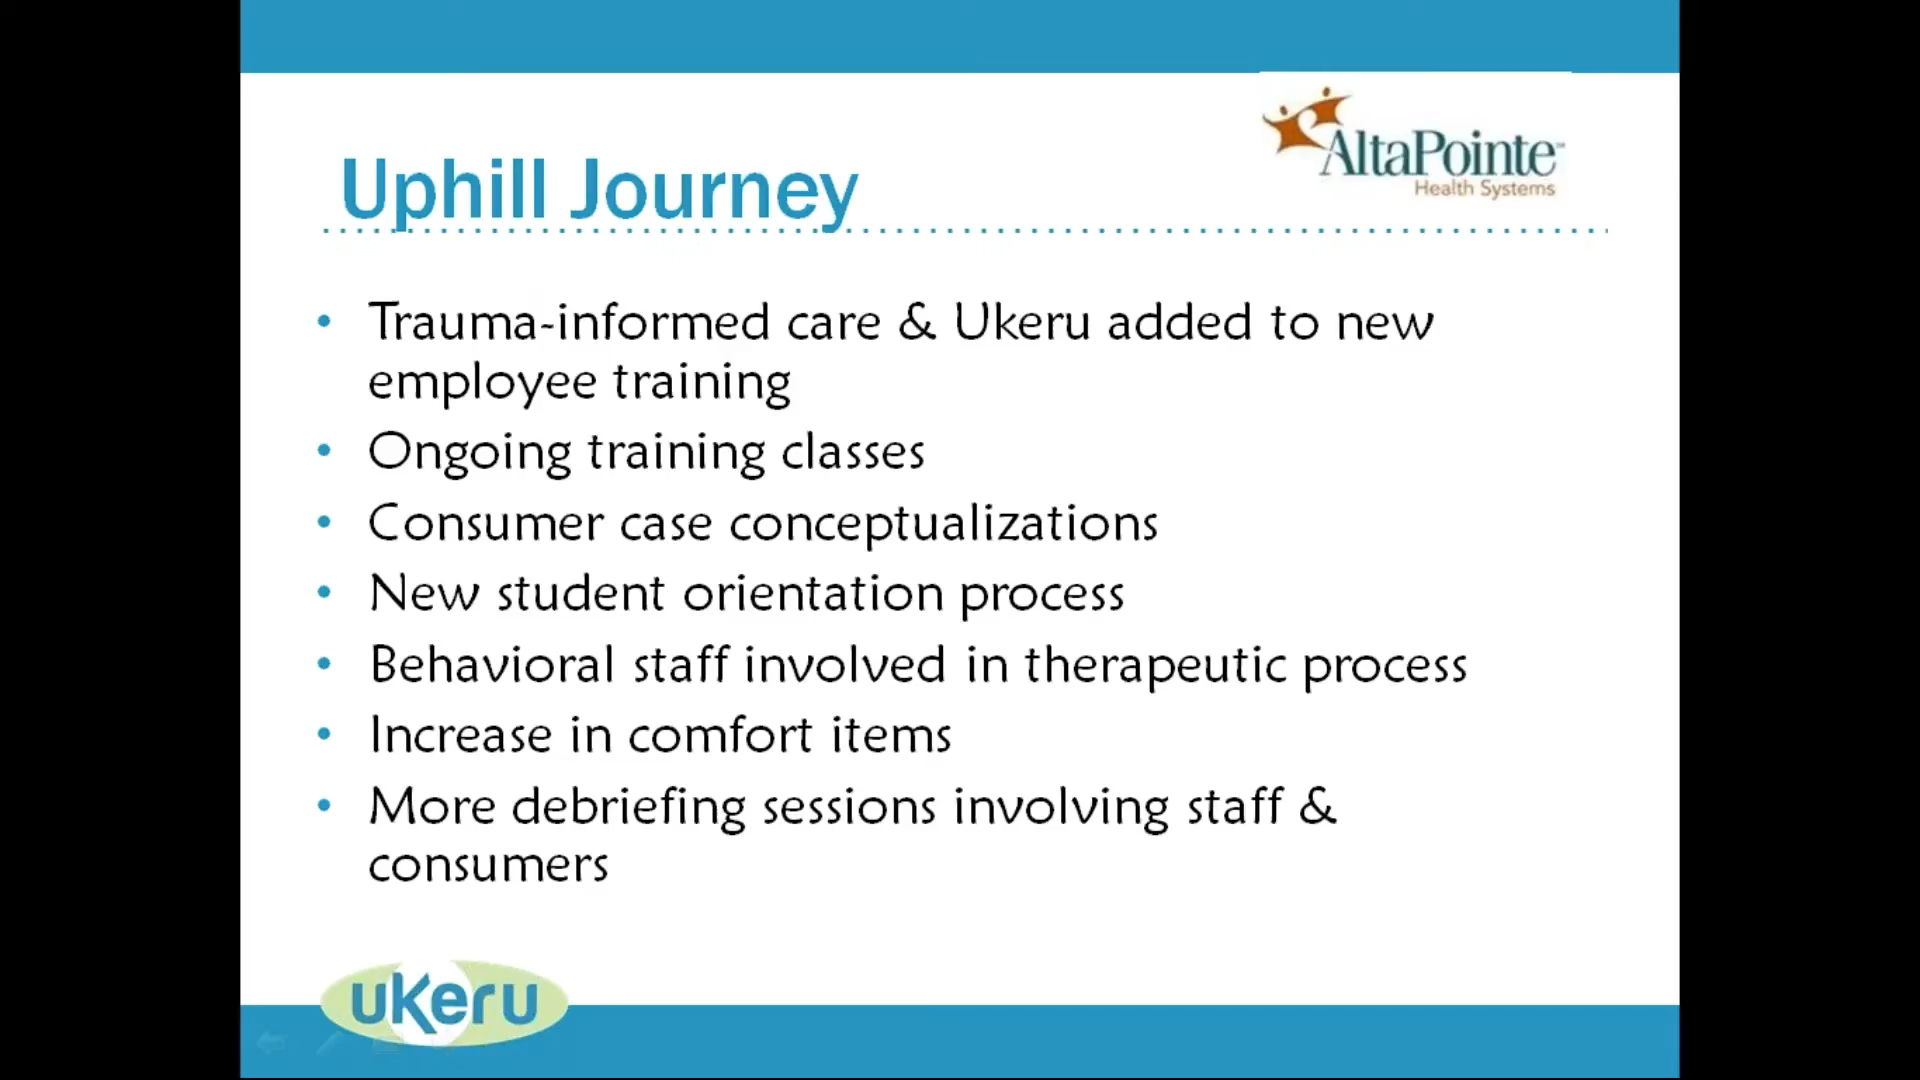 AltaPointe™
Health Systems
Uphill Journey
• Trauma-informed care & Ukeru added to new
employee training
• Ongoing training classes
• Consumer case conceptualizations
• New student orientation process
• Behavioral staff involved in therapeutic process
• Increase in comfort items
• More debriefing sessions involving staff &
consumers
uKeru